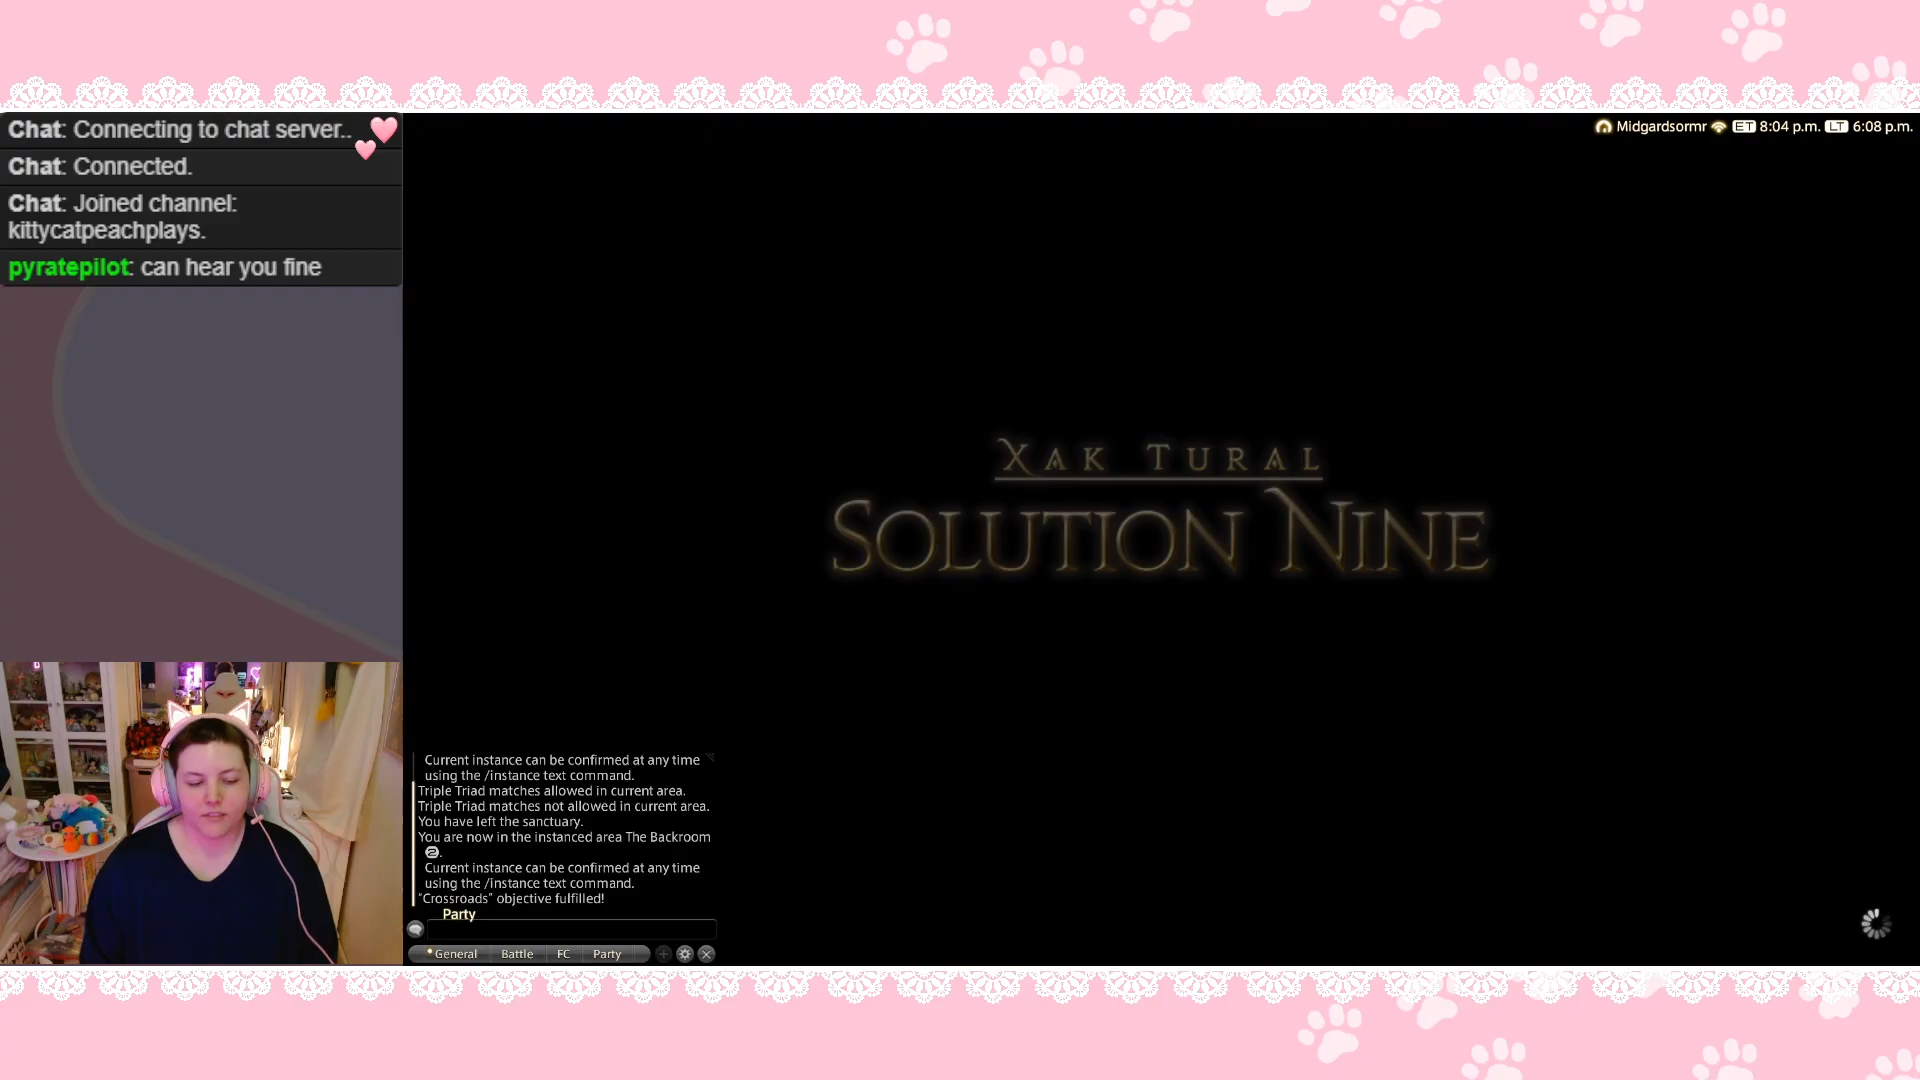 Chat: Connecting to chat server..
Chat: Connected.
Chat: Joined channel:
kittycatpeachplays.
pyratepilot: can hear you fine
Midgardsormr ET 8:04 p.m. LT 6:08 p.m.
XAK TURAL
SOLUTION NINE
Current instance can be confirmed at any time
using the /instance text command.
Triple Triad matches allowed in current area.
Triple Triad matches not allowed in current area.
You have left the sanctuary.
You are now in the instanced area The Backroom
2.
Current instance can be confirmed at any time
using the /instance text command.
"Crossroads" objective fulfilled!
Party
General Battle FC Party